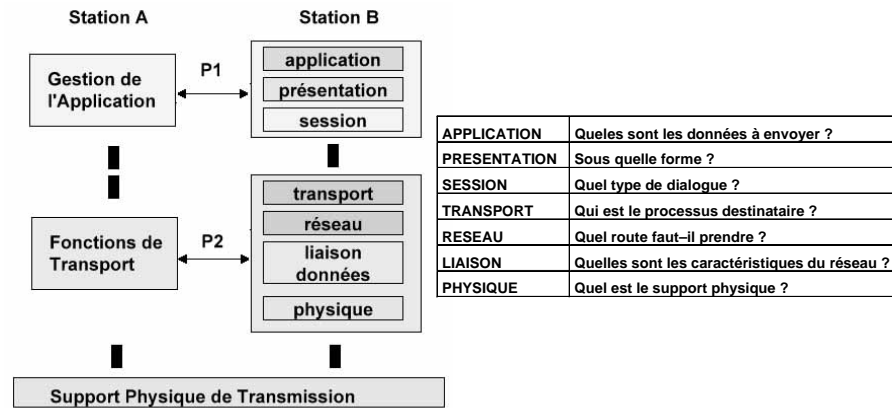 Station A
Station B
Gestion de
l'Application
P1
application
présentation
session
Fonctions de
Transport
P2
transport
réseau
liaison
données
physique
Support Physique de Transmission
APPLICATION Queles sont les données à envoyer ?
PRESENTATION Sous quelle forme ?
SESSION Quel type de dialogue ?
TRANSPORT Qui est le processus destinataire ?
RESEAU Quel route faut–il prendre ?
LIAISON Quelles sont les caractéristiques du réseau ?
PHYSIQUE Quel est le support physique ?